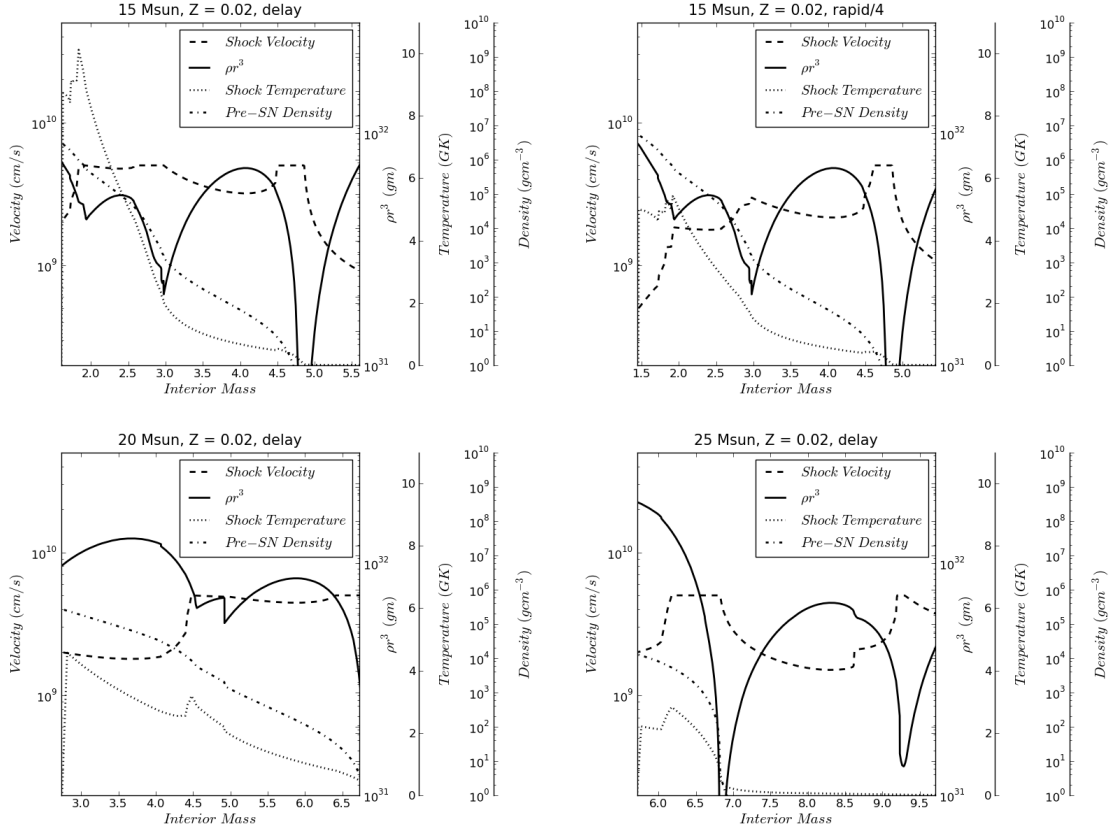 15 Msun, Z = 0.02, delay
Shock Velocity
ρr³
Shock Temperature
Pre−SN Density
Velocity (cm/s)
10¹⁰
10⁹
2.0 2.5 3.0 3.5 4.0 4.5 5.0 5.5
Interior Mass
10³²
10³¹
ρr³ (gm)
10
8
6
4
2
0
Temperature (GK)
10¹⁰
10⁹
10⁸
10⁷
10⁶
10⁵
10⁴
10³
10²
10¹
10⁰
Density (gcm⁻³)
15 Msun, Z = 0.02, rapid/4
Shock Velocity
ρr³
Shock Temperature
Pre−SN Density
Velocity (cm/s)
10¹⁰
10⁹
1.5 2.0 2.5 3.0 3.5 4.0 4.5 5.0
Interior Mass
10³²
10³¹
ρr³ (gm)
10
8
6
4
2
0
Temperature (GK)
10¹⁰
10⁹
10⁸
10⁷
10⁶
10⁵
10⁴
10³
10²
10¹
10⁰
Density (gcm⁻³)
20 Msun, Z = 0.02, delay
Shock Velocity
ρr³
Shock Temperature
Pre−SN Density
Velocity (cm/s)
10¹⁰
10⁹
3.0 3.5 4.0 4.5 5.0 5.5 6.0 6.5
Interior Mass
10³²
10³¹
ρr³ (gm)
10
8
6
4
2
0
Temperature (GK)
10¹⁰
10⁹
10⁸
10⁷
10⁶
10⁵
10⁴
10³
10²
10¹
10⁰
Density (gcm⁻³)
25 Msun, Z = 0.02, delay
Shock Velocity
ρr³
Shock Temperature
Pre−SN Density
Velocity (cm/s)
10¹⁰
10⁹
6.0 6.5 7.0 7.5 8.0 8.5 9.0 9.5
Interior Mass
10³²
10³¹
ρr³ (gm)
10
8
6
4
2
0
Temperature (GK)
10¹⁰
10⁹
10⁸
10⁷
10⁶
10⁵
10⁴
10³
10²
10¹
10⁰
Density (gcm⁻³)